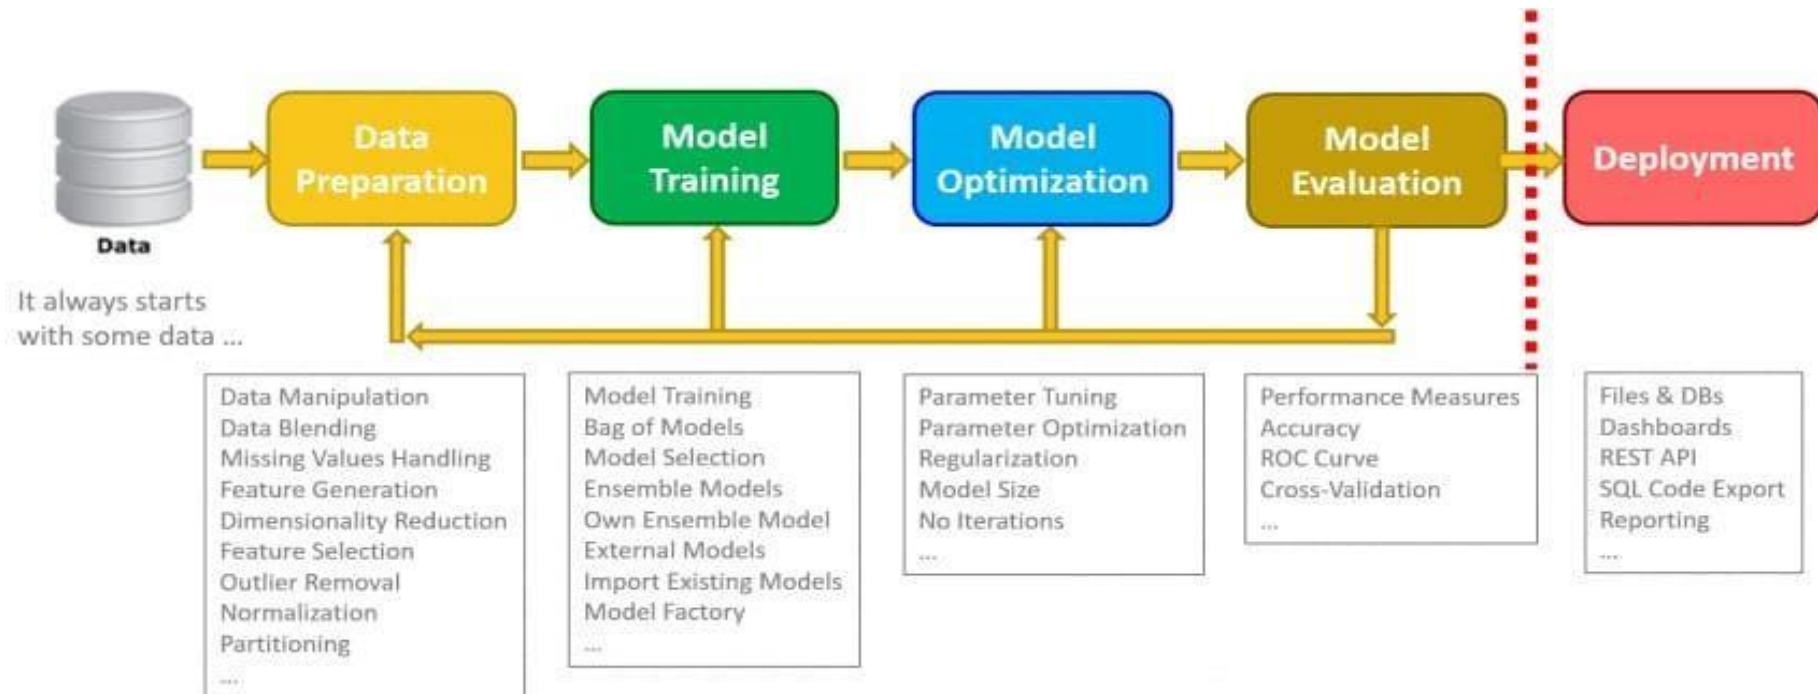 Data
Preparation
Model
Training
Model
Optimization
Model
Evaluation
Deployment
Data
It always starts
with some data ...
Data Manipulation
Data Blending
Missing Values Handling
Feature Generation
Dimensionality Reduction
Feature Selection
Outlier Removal
Normalization
Partitioning
...
Model Training
Bag of Models
Model Selection
Ensemble Models
Own Ensemble Model
External Models
Import Existing Models
Model Factory
...
Parameter Tuning
Parameter Optimization
Regularization
Model Size
No Iterations
...
Performance Measures
Accuracy
ROC Curve
Cross-Validation
...
Files & DBs
Dashboards
REST API
SQL Code Export
Reporting
...